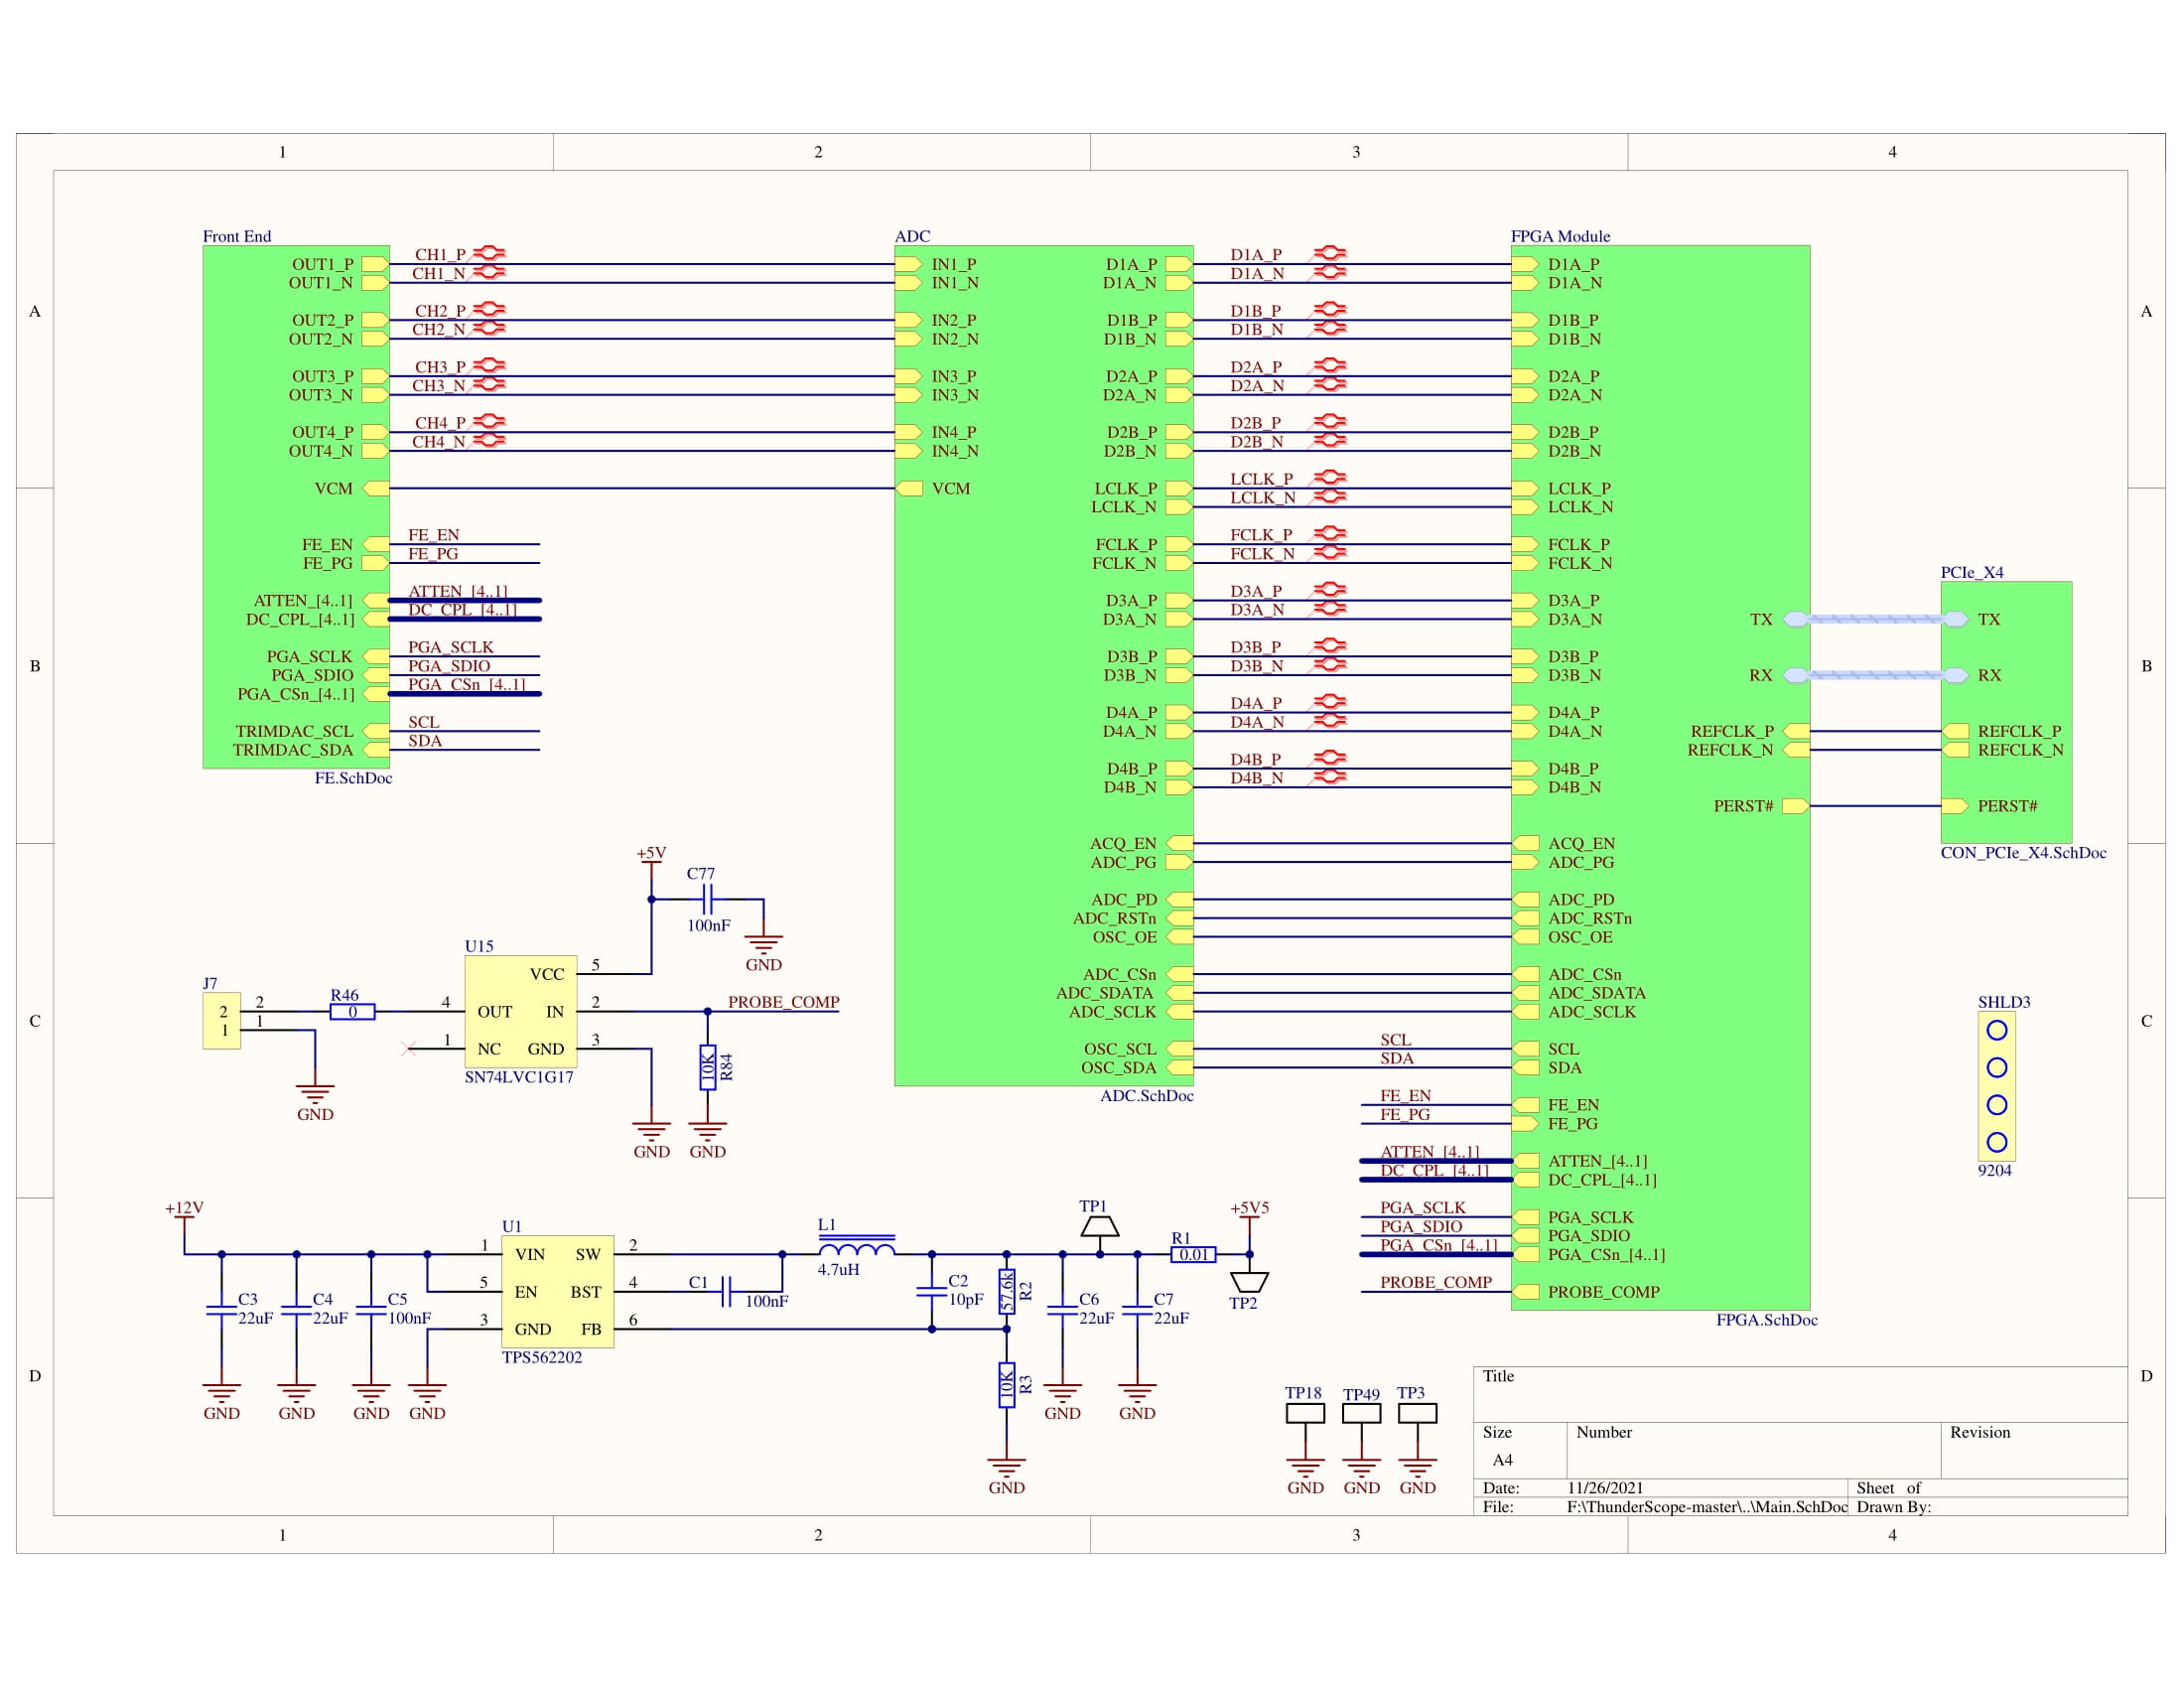 1 2 3 4
A A
B B
C C
D D
Front End
OUT1_P
OUT1_N
OUT2_P
OUT2_N
OUT3_P
OUT3_N
OUT4_P
OUT4_N
VCM
FE_EN
FE_PG
ATTEN_[4..1]
DC_CPL_[4..1]
PGA_SCLK
PGA_SDIO
PGA_CSn_[4..1]
TRIMDAC_SCL
TRIMDAC_SDA
FE.SchDoc
CH1_P
CH1_N
CH2_P
CH2_N
CH3_P
CH3_N
CH4_P
CH4_N
FE_EN
FE_PG
ATTEN_[4..1]
DC_CPL_[4..1]
PGA_SCLK
PGA_SDIO
PGA_CSn_[4..1]
SCL
SDA
ADC
IN1_P
IN1_N
IN2_P
IN2_N
IN3_P
IN3_N
IN4_P
IN4_N
VCM
D1A_P
D1A_N
D1B_P
D1B_N
D2A_P
D2A_N
D2B_P
D2B_N
LCLK_P
LCLK_N
FCLK_P
FCLK_N
D3A_P
D3A_N
D3B_P
D3B_N
D4A_P
D4A_N
D4B_P
D4B_N
ACQ_EN
ADC_PG
ADC_PD
ADC_RSTn
OSC_OE
ADC_CSn
ADC_SDATA
ADC_SCLK
OSC_SCL
OSC_SDA
ADC.SchDoc
D1A_P
D1A_N
D1B_P
D1B_N
D2A_P
D2A_N
D2B_P
D2B_N
LCLK_P
LCLK_N
FCLK_P
FCLK_N
D3A_P
D3A_N
D3B_P
D3B_N
D4A_P
D4A_N
D4B_P
D4B_N
SCL
SDA
FE_EN
FE_PG
ATTEN_[4..1]
DC_CPL_[4..1]
PGA_SCLK
PGA_SDIO
PGA_CSn_[4..1]
PROBE_COMP
FPGA Module
D1A_P
D1A_N
D1B_P
D1B_N
D2A_P
D2A_N
D2B_P
D2B_N
LCLK_P
LCLK_N
FCLK_P
FCLK_N
D3A_P
D3A_N
D3B_P
D3B_N
D4A_P
D4A_N
D4B_P
D4B_N
ACQ_EN
ADC_PG
ADC_PD
ADC_RSTn
OSC_OE
ADC_CSn
ADC_SDATA
ADC_SCLK
SCL
SDA
FE_EN
FE_PG
ATTEN_[4..1]
DC_CPL_[4..1]
PGA_SCLK
PGA_SDIO
PGA_CSn_[4..1]
PROBE_COMP
TX
RX
REFCLK_P
REFCLK_N
PERST#
FPGA.SchDoc
PCIe_X4
TX
RX
REFCLK_P
REFCLK_N
PERST#
CON_PCIe_X4.SchDoc
SHLD3
9204
+5V
C77
100nF
GND
U15
VCC 5
4 OUT IN 2
1 NC GND 3
SN74LVC1G17
PROBE_COMP
J7
2 2
1 1
R46
0
GND
10K
R84
GND
GND
+12V
U1
1 VIN SW 2
5 EN BST 4
3 GND FB 6
TPS562202
C3
22uF
C4
22uF
C5
100nF
GND GND GND GND
C1
100nF
L1
4.7uH
C2
10pF
57.6k
R2
10K
R3
GND
C6
22uF
C7
22uF
GND GND
TP1
R1
0.01
+5V5
TP2
TP18 TP49 TP3
GND GND GND
Title
Size Number Revision
A4
Date: 11/26/2021 Sheet of
File: F:\ThunderScope-master\..\Main.SchDoc Drawn By:
1 2 3 4